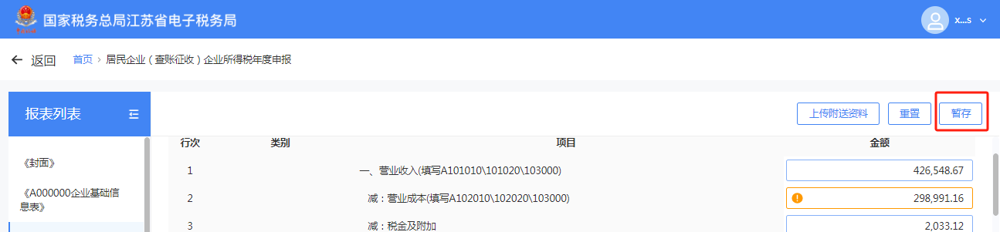 国家税务总局江苏省电子税务局
x...s
返回 首页 > 居民企业（查账征收）企业所得税年度申报
报表列表
上传附送资料 重置 暂存
行次 类别 项目 金额
《封面》
1 一、营业收入(填写A101010\101020\103000) 426,548.67
《A000000企业基础信
息表》
2 减：营业成本(填写A102010\102020\103000) 298,991.16
3 减：税金及附加 2,033.12